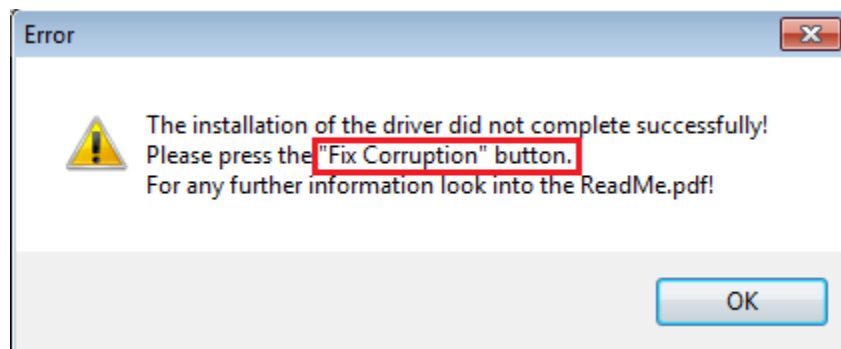 Error
The installation of the driver did not complete successfully!
Please press the "Fix Corruption" button.
For any further information look into the ReadMe.pdf!
OK